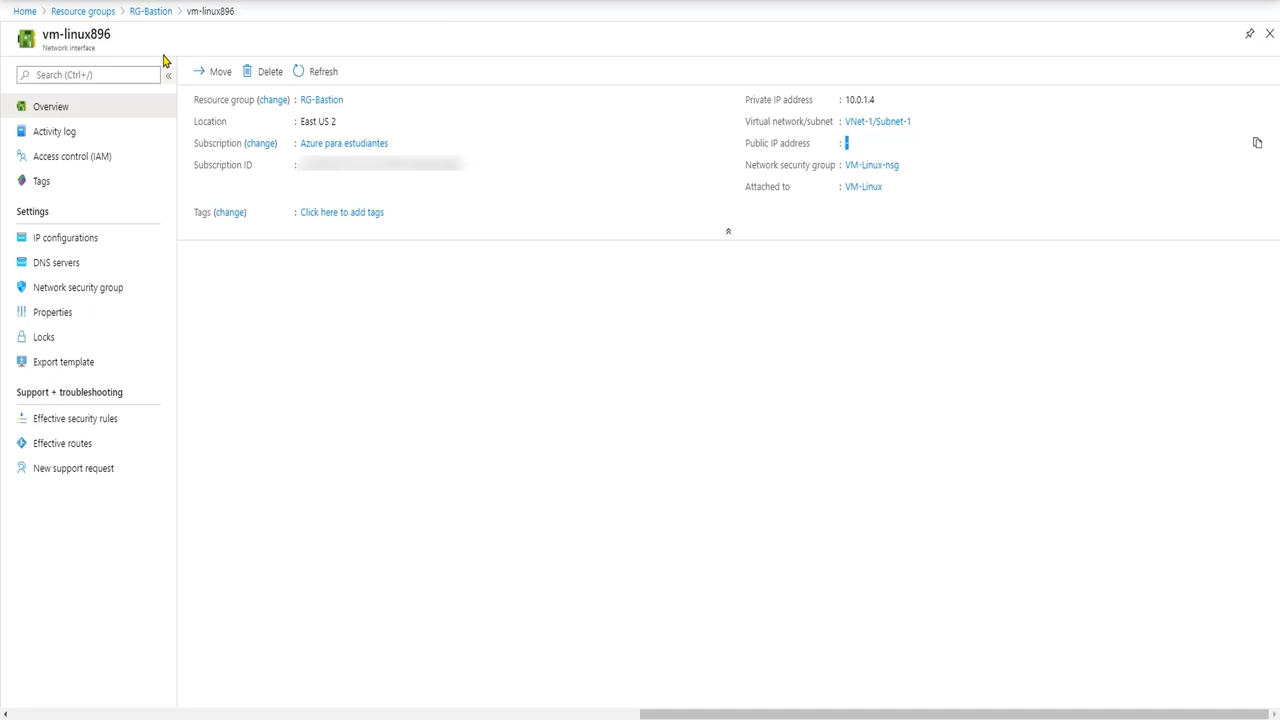 Home > Resource groups > RG-Bastion > vm-linux896
vm-linux896
Network interface
Search (Ctrl+/)
«
Overview
Activity log
Access control (IAM)
Tags
Settings
IP configurations
DNS servers
Network security group
Properties
Locks
Export template
Support + troubleshooting
Effective security rules
Effective routes
New support request
Move Delete Refresh
Resource group (change) : RG-Bastion
Location : East US 2
Subscription (change) : Azure para estudiantes
Subscription ID :
Tags (change) : Click here to add tags
Private IP address : 10.0.1.4
Virtual network/subnet : VNet-1/Subnet-1
Public IP address : -
Network security group : VM-Linux-nsg
Attached to : VM-Linux